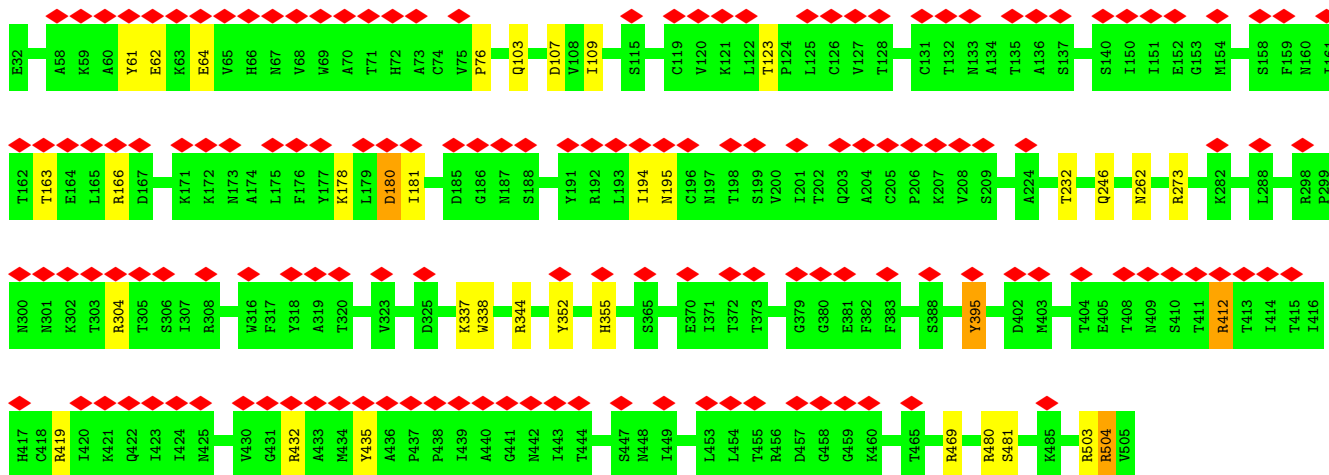 E32 A58 K59 A60 Y61 E62 K63 E64 V65 H66 N67 V68 W69 A70 T71 H72 A73 C74 V75 P76 Q103 D107 V108 I109 S115 C119 V120 K121 L122 T123 P124 L125 C126 V127 T128 C131 T132 N133 A134 T135 A136 S137 S140 I150 I151 E152 G153 M154 S158 F159 N160 I161
T162 T163 E164 L165 R166 D167 K171 K172 N173 A174 L175 F176 Y177 K178 L179 D180 I181 D185 G186 N187 S188 Y191 R192 L193 I194 N195 C196 N197 T198 S199 V200 I201 T202 Q203 A204 C205 P206 K207 V208 S209 A224 T232 Q246 N262 R273 K282 L288 R298 P299
N300 N301 K302 T303 R304 T305 S306 I307 R308 W316 F317 Y318 A319 T320 V323 D325 K337 W338 R344 Y352 H355 S365 E370 I371 T372 T373 G379 G380 E381 F382 F383 S388 Y395 D402 M403 T404 E405 T408 N409 S410 T411 R412 T413 I414 T415 I416
H417 C418 R419 I420 K421 Q422 I423 I424 N425 V430 G431 R432 A433 M434 Y435 A436 P437 P438 I439 A440 G441 N442 I443 T444 S447 N448 I449 L453 L454 T455 R456 D457 G458 G459 K460 T465 R469 R480 S481 K485 R503 R504 V505